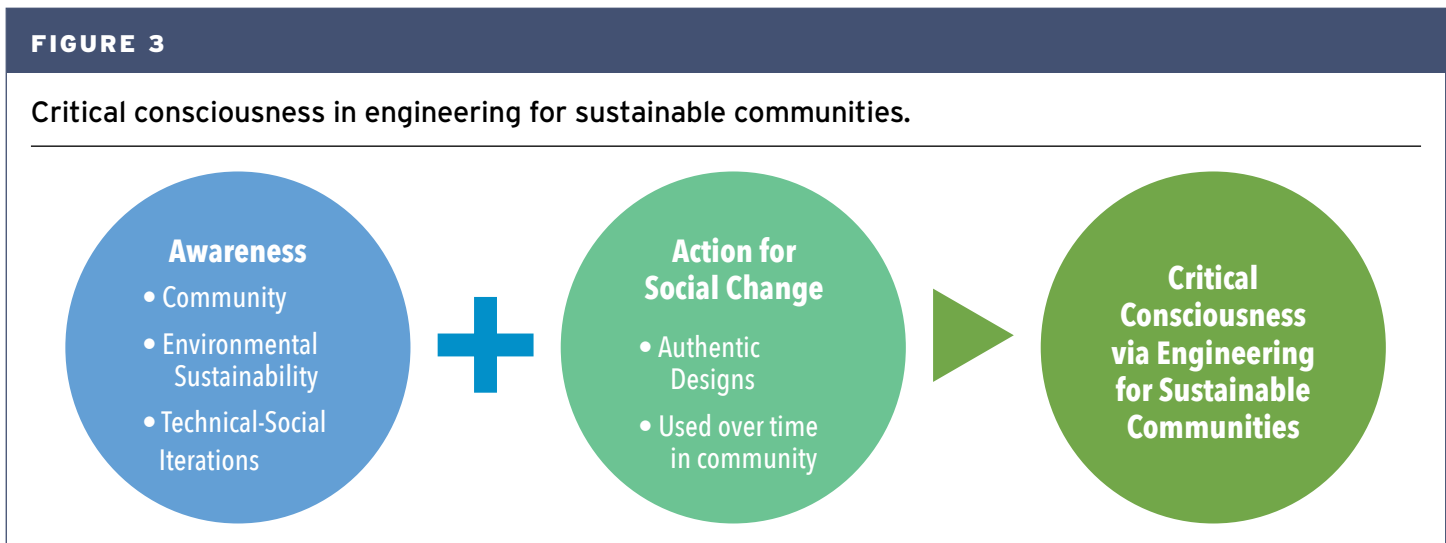 FIGURE 3
Critical consciousness in engineering for sustainable communities.
Awareness
• Community
• Environmental
Sustainability
• Technical-Social
Iterations
Action for
Social Change
• Authentic
Designs
• Used over time
in community
Critical
Consciousness
via Engineering
for Sustainable
Communities